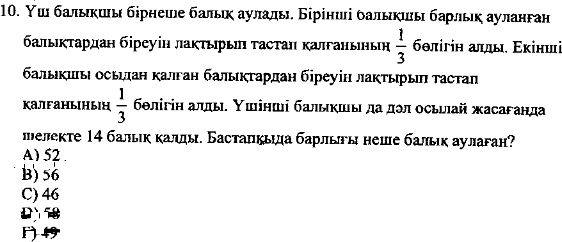 10. Үш балықшы бірнеше балық аулады. Бірінші балықшы барлық ауланған
балықтардан біреуін лақтырып тастап қалғанының 1/3 бөлігін алды. Екінші
балықшы осыдан қалған балықтардан біреуін лақтырып тастап
қалғанының 1/3 бөлігін алды. Үшінші балықшы да дәл осылай жасағанда
шелекте 14 балық қалды. Бастапқыда барлығы неше балық аулаған?
A) 52
B) 56
C) 46
D) 58
E) 49